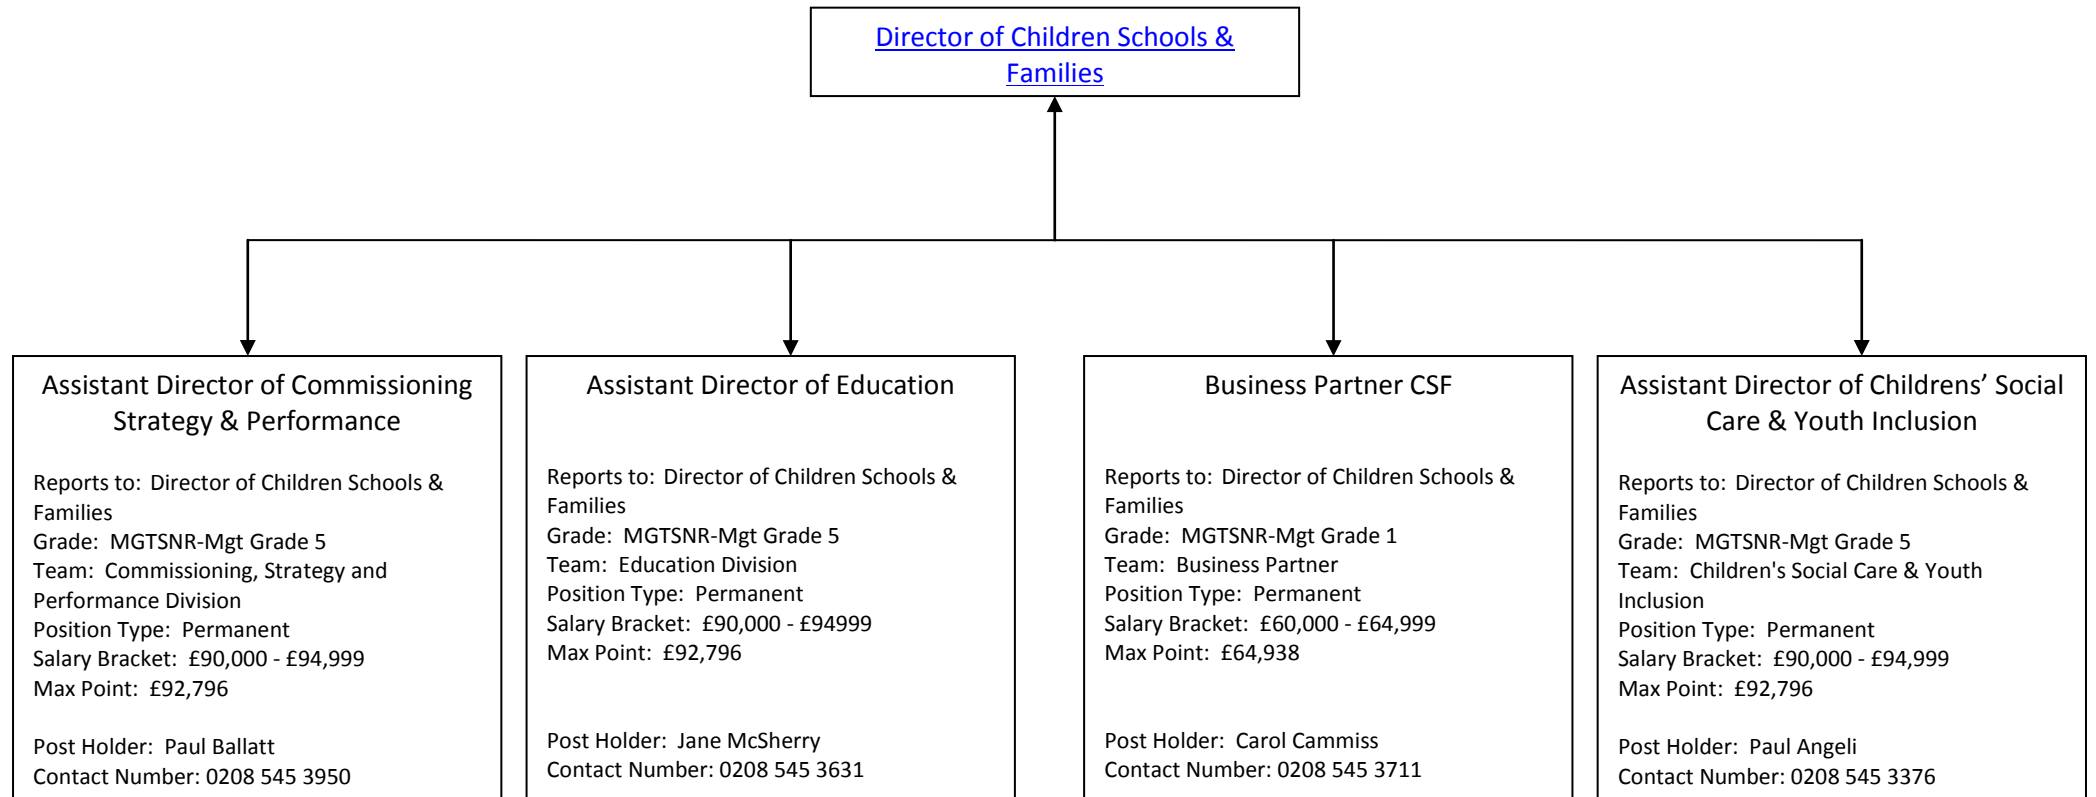 Director of Children Schools &
Families
Assistant Director of Commissioning
Strategy & Performance
Reports to: Director of Children Schools &
Families
Grade: MGTSNR-Mgt Grade 5
Team: Commissioning, Strategy and
Performance Division
Position Type: Permanent
Salary Bracket: £90,000 - £94,999
Max Point: £92,796
Post Holder: Paul Ballatt
Contact Number: 0208 545 3950
Assistant Director of Education
Reports to: Director of Children Schools &
Families
Grade: MGTSNR-Mgt Grade 5
Team: Education Division
Position Type: Permanent
Salary Bracket: £90,000 - £94999
Max Point: £92,796
Post Holder: Jane McSherry
Contact Number: 0208 545 3631
Business Partner CSF
Reports to: Director of Children Schools &
Families
Grade: MGTSNR-Mgt Grade 1
Team: Business Partner
Position Type: Permanent
Salary Bracket: £60,000 - £64,999
Max Point: £64,938
Post Holder: Carol Cammiss
Contact Number: 0208 545 3711
Assistant Director of Childrens’ Social
Care & Youth Inclusion
Reports to: Director of Children Schools &
Families
Grade: MGTSNR-Mgt Grade 5
Team: Children's Social Care & Youth
Inclusion
Position Type: Permanent
Salary Bracket: £90,000 - £94,999
Max Point: £92,796
Post Holder: Paul Angeli
Contact Number: 0208 545 3376